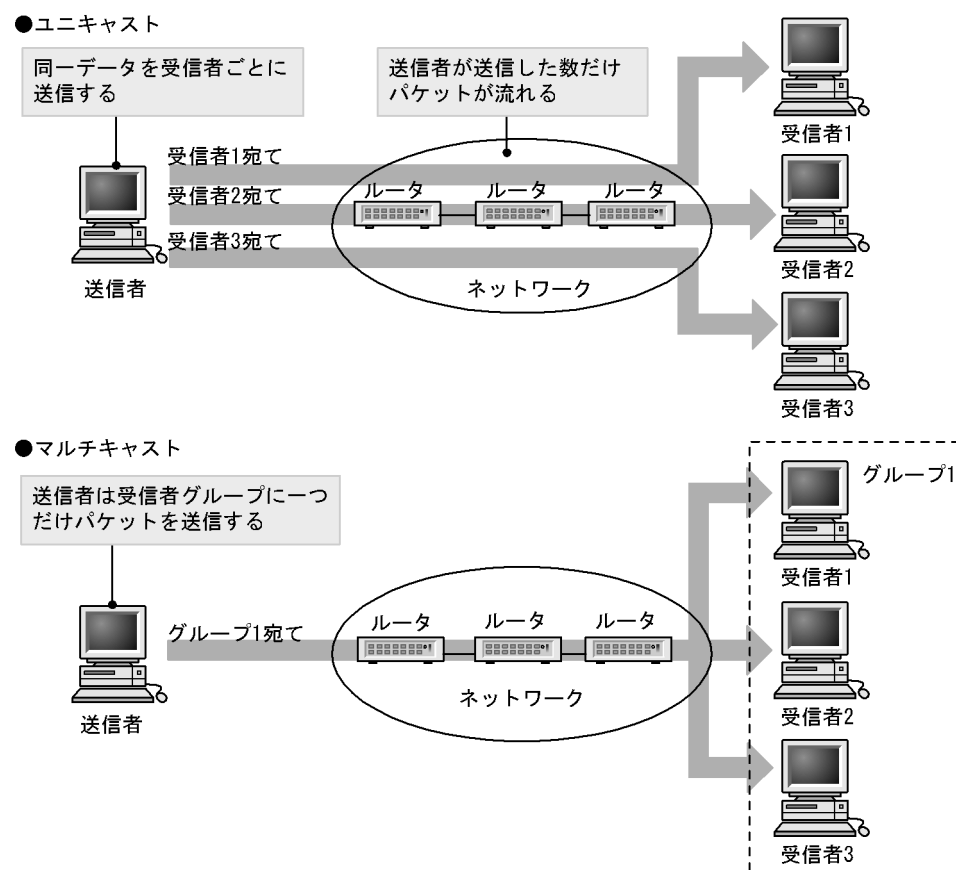 ●ユニキャスト
同一データを受信者ごとに
送信する
送信者が送信した数だけ
パケットが流れる
受信者1宛て
受信者2宛て
受信者3宛て
ルータ
ルータ
ルータ
ネットワーク
送信者
受信者1
受信者2
受信者3
●マルチキャスト
送信者は受信者グループに一つ
だけパケットを送信する
グループ1宛て
ルータ
ルータ
ルータ
ネットワーク
送信者
グループ1
受信者1
受信者2
受信者3